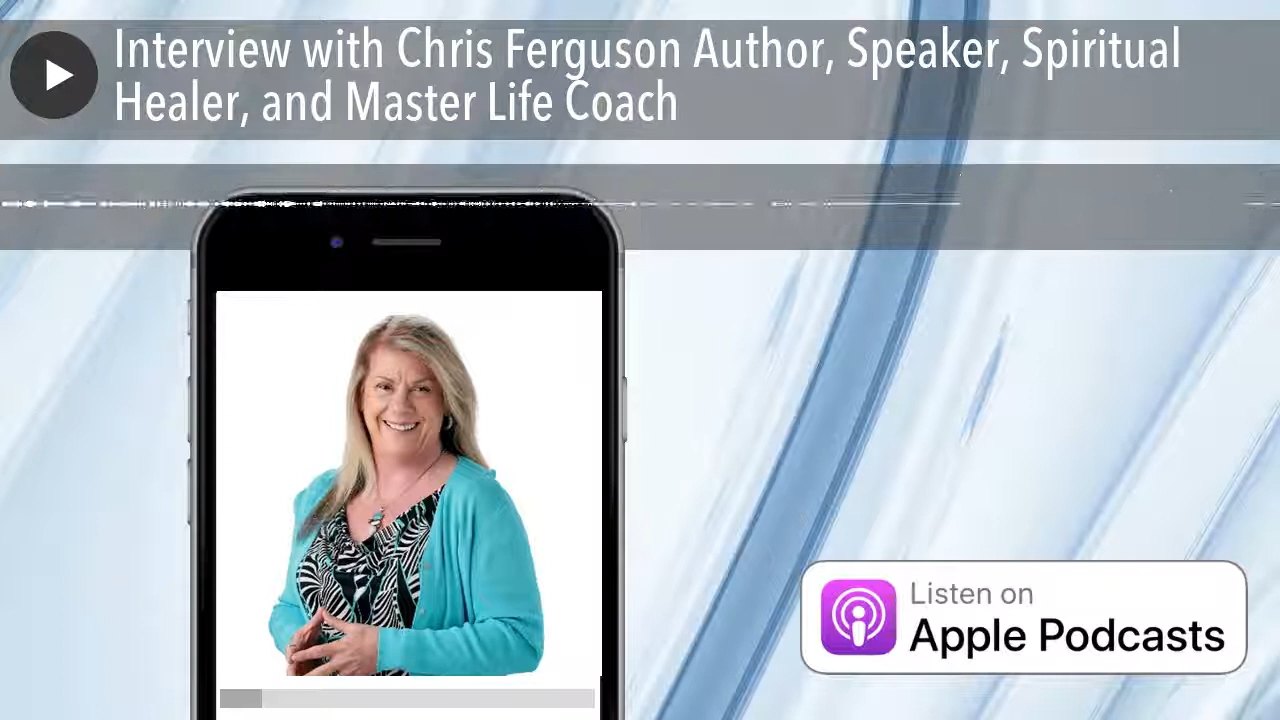 Interview with Chris Ferguson Author, Speaker, Spiritual
Healer, and Master Life Coach
Listen on
Apple Podcasts